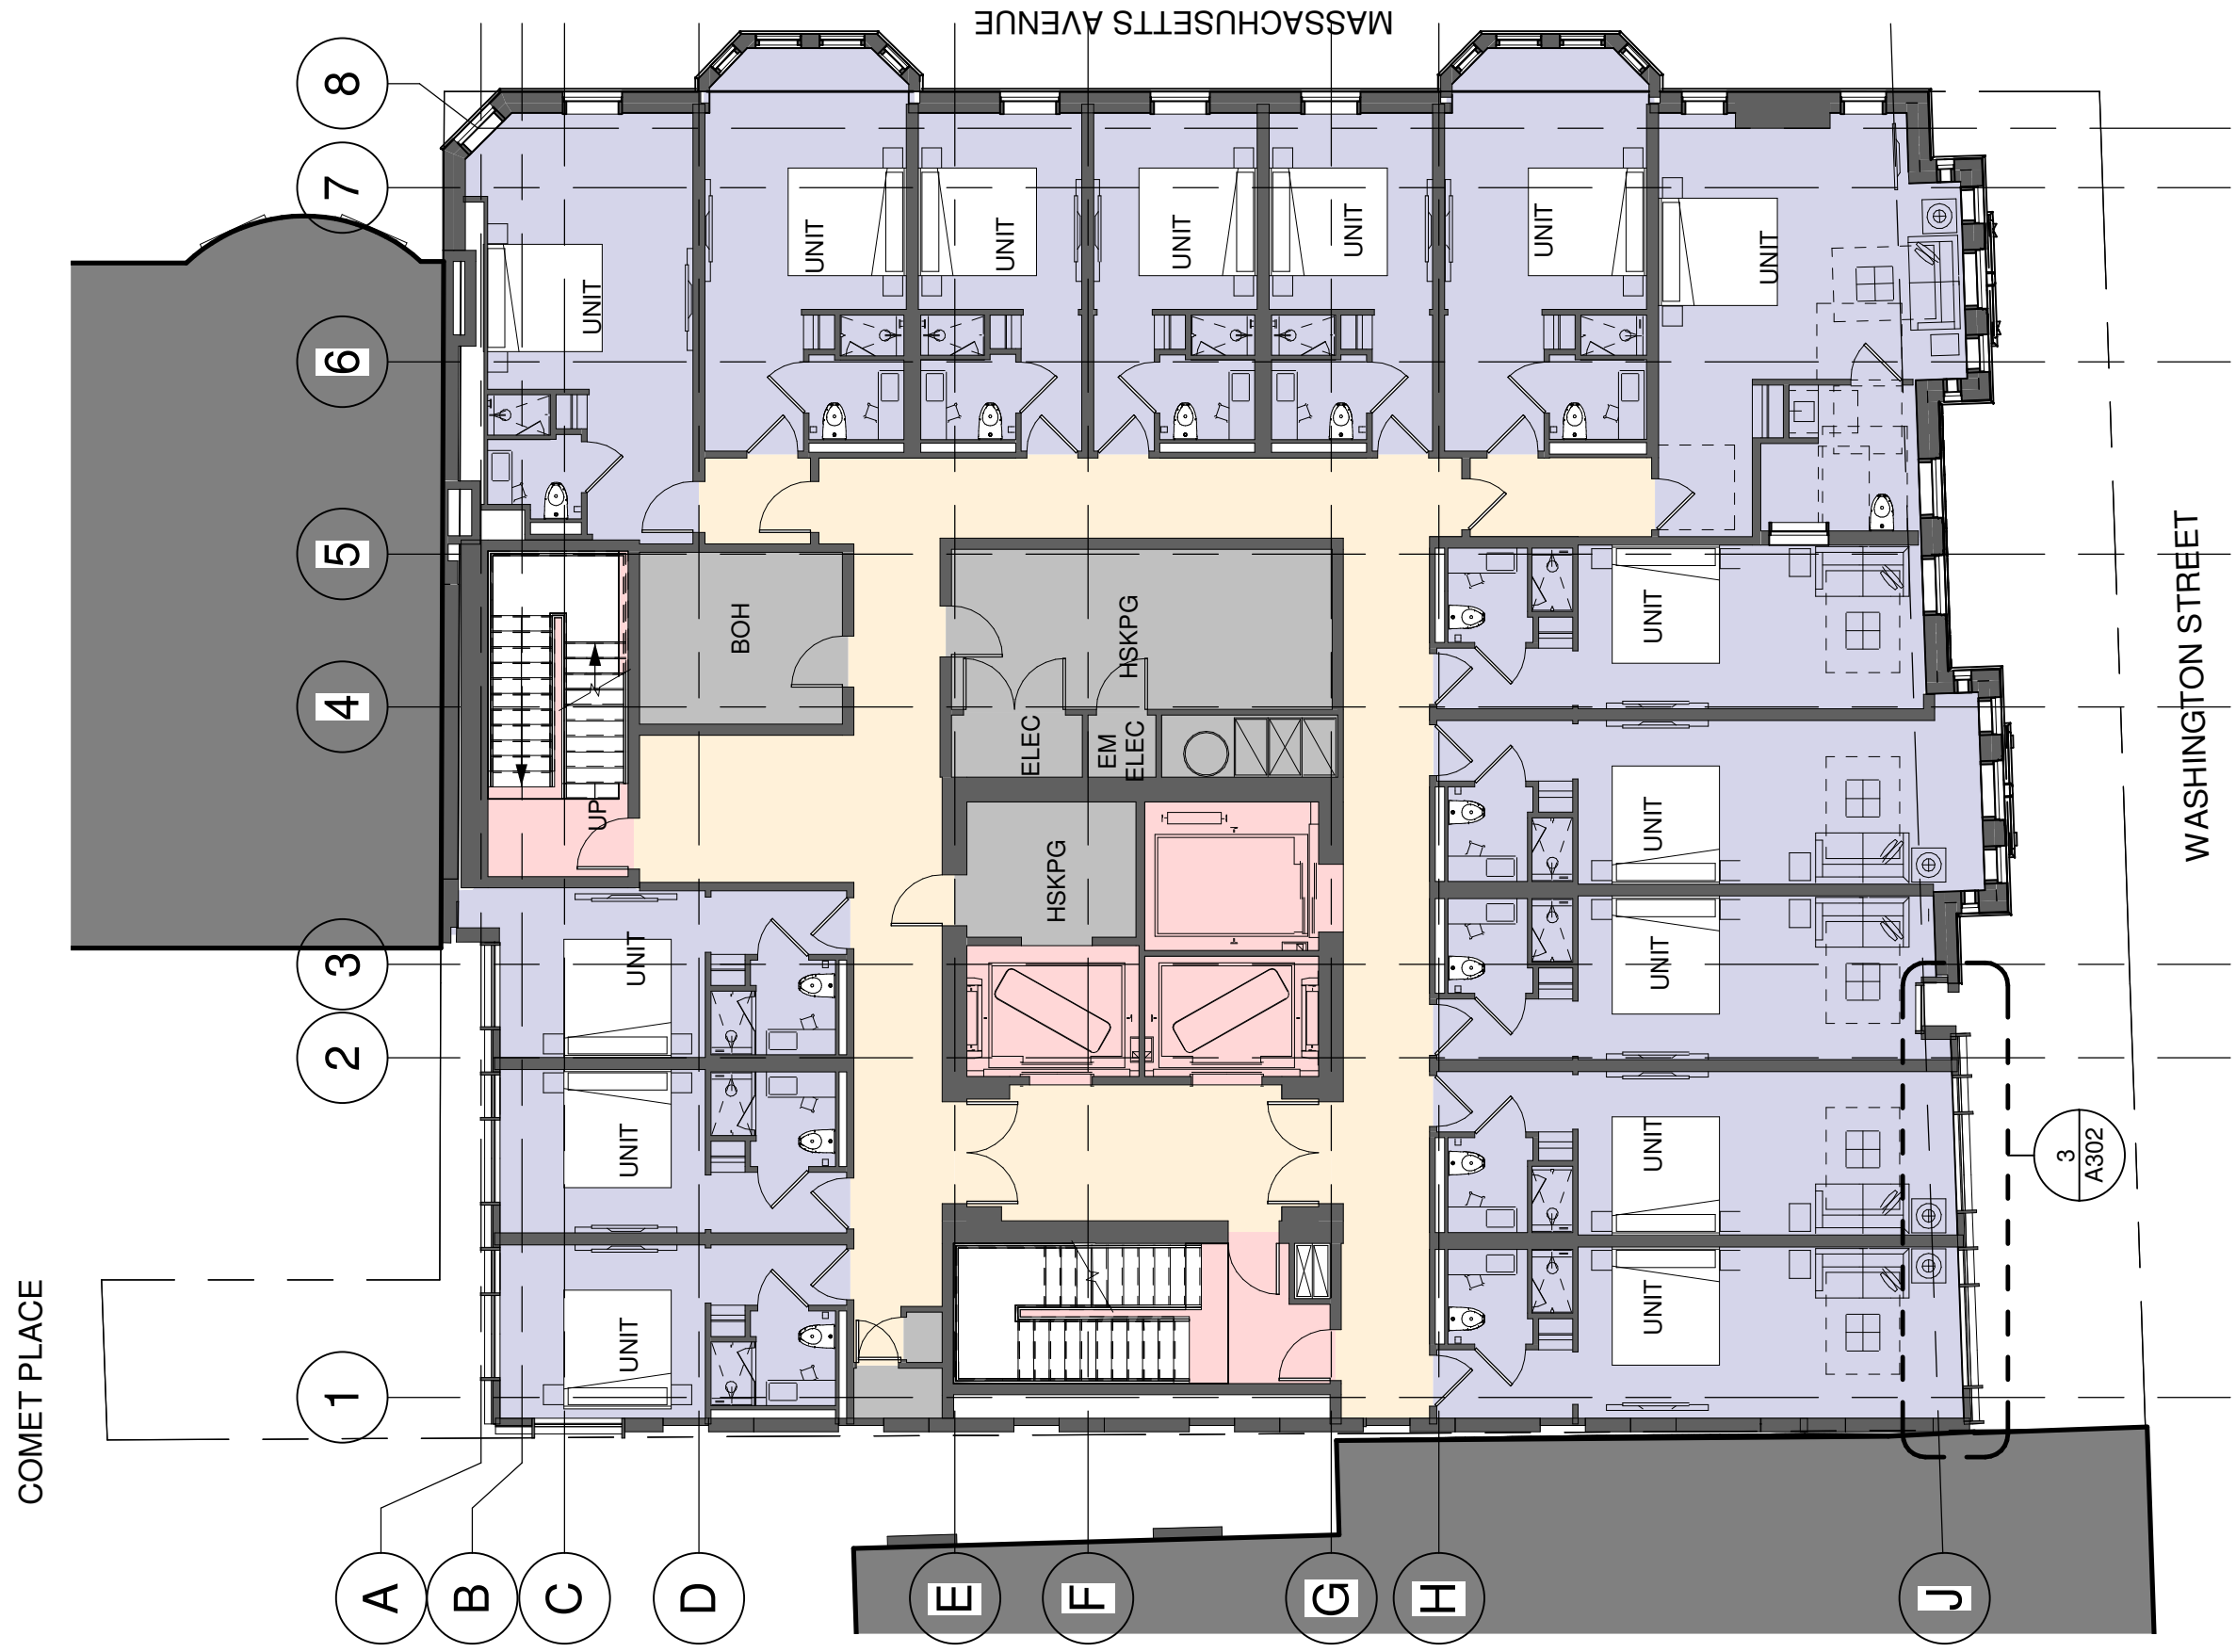 MASSACHUSETTS AVENUE
8
7
6
5
4
3
2
1
UNIT
UNIT
UNIT
UNIT
UNIT
UNIT
UNIT
BOH
HSKPG
UNIT
ELEC
EM
ELEC
UP
UNIT
HSKPG
UNIT
UNIT
UNIT
UNIT
UNIT
UNIT
WASHINGTON STREET
COMET PLACE
3
A302
A
B
C
D
E
F
G
H
J